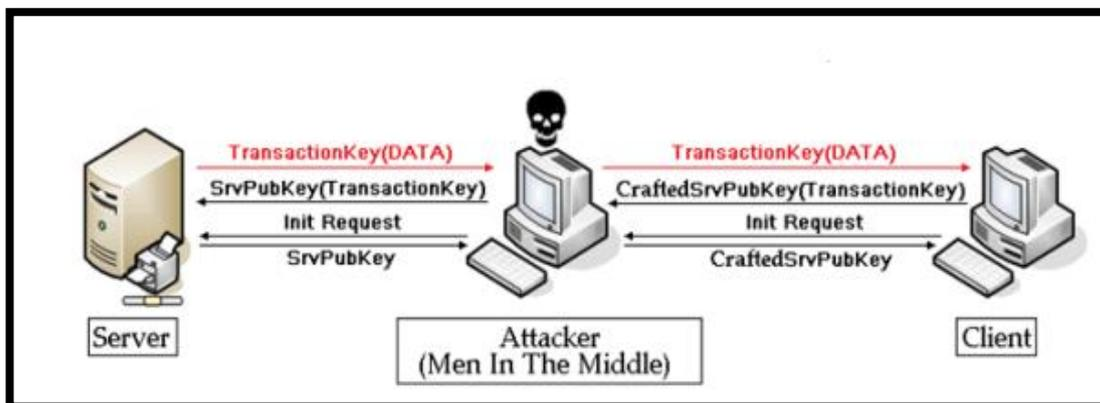 TransactionKey(DATA)
TransactionKey(DATA)
SrvPubKey(TransactionKey)
CraftedSrvPubKey(TransactionKey)
Init Request
Init Request
SrvPubKey
CraftedSrvPubKey
Server
Attacker
(Men In The Middle)
Client